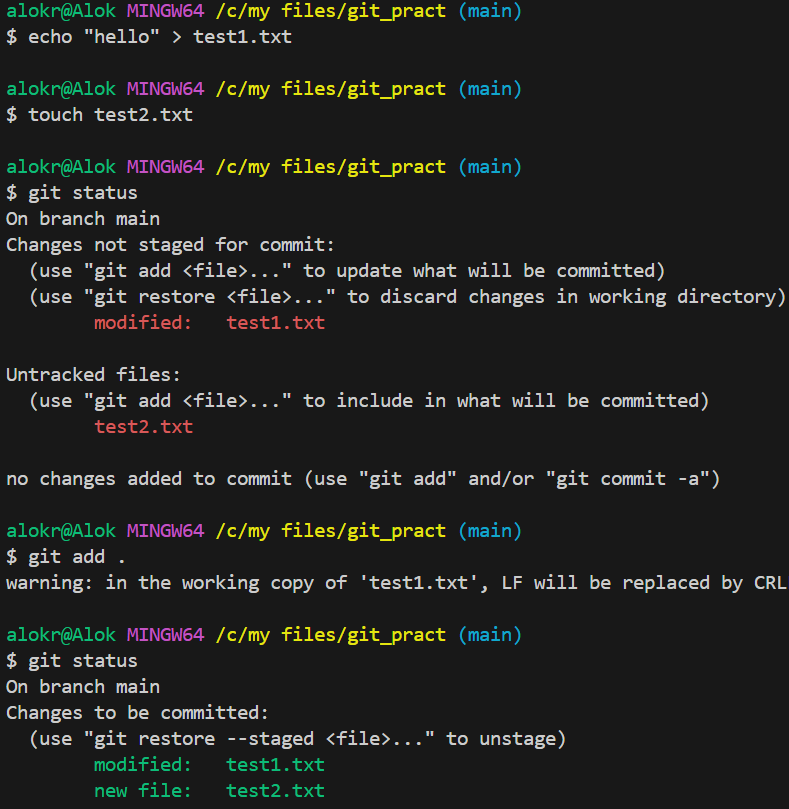 alokr@Alok MINGW64 /c/my files/git_pract (main)
$ echo "hello" > test1.txt
alokr@Alok MINGW64 /c/my files/git_pract (main)
$ touch test2.txt
alokr@Alok MINGW64 /c/my files/git_pract (main)
$ git status
On branch main
Changes not staged for commit:
  (use "git add <file>..." to update what will be committed)
  (use "git restore <file>..." to discard changes in working directory)
        modified:   test1.txt
Untracked files:
  (use "git add <file>..." to include in what will be committed)
        test2.txt
no changes added to commit (use "git add" and/or "git commit -a")
alokr@Alok MINGW64 /c/my files/git_pract (main)
$ git add .
warning: in the working copy of 'test1.txt', LF will be replaced by CRL
alokr@Alok MINGW64 /c/my files/git_pract (main)
$ git status
On branch main
Changes to be committed:
  (use "git restore --staged <file>..." to unstage)
        modified:   test1.txt
        new file:   test2.txt